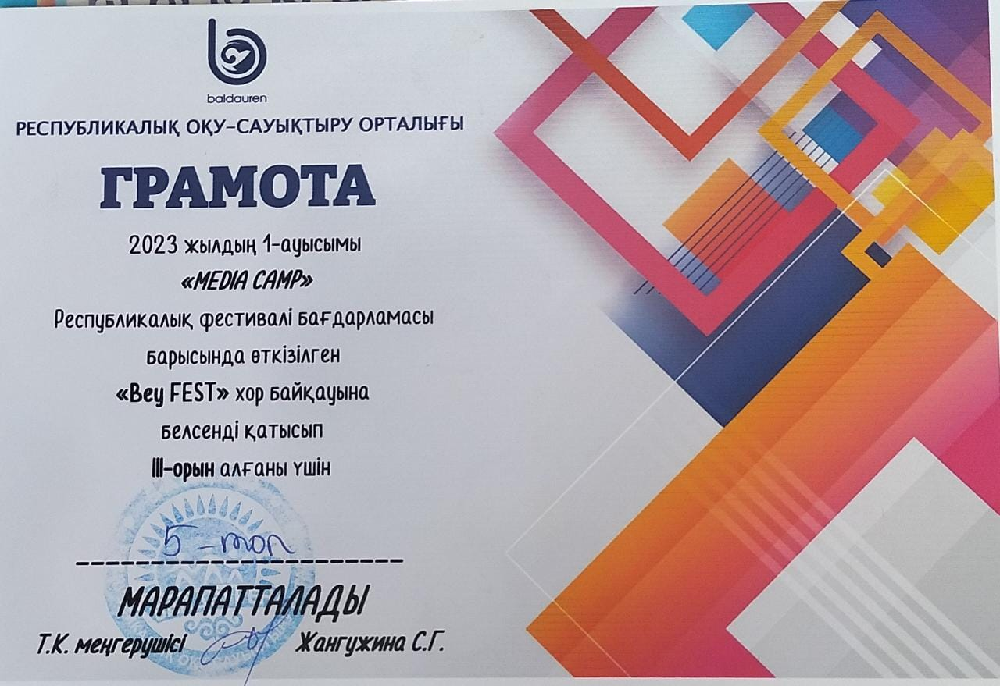 baldauren
РЕСПУБЛИКАЛЫҚ ОҚУ-САУЫҚТЫРУ ОРТАЛЫҒЫ
ГРАМОТА
2023 жылдың 1-ауысымы
«MEDIA CAMP»
Республикалық фестивалі бағдарламасы
барысында өткізілген
«Bey FEST» хор байқауына
белсенді қатысып
III-орын алғаны үшін
5-топ
МАРАПАТТАЛАДЫ
Т.К. меңгерушісі Жангужина С.Г.